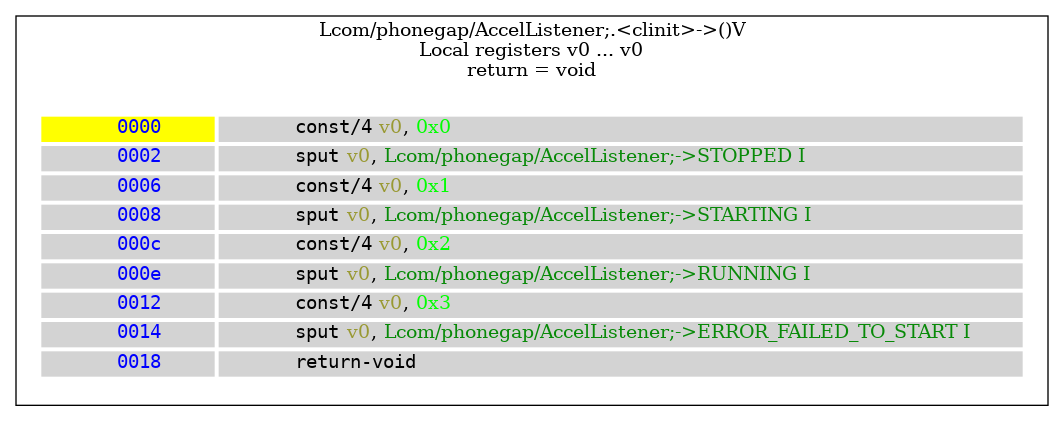 Lcom/phonegap/AccelListener;.<clinit>->()V
Local registers v0 ... v0
return = void
0000 const/4 v0, 0x0
0002 sput v0, Lcom/phonegap/AccelListener;->STOPPED I
0006 const/4 v0, 0x1
0008 sput v0, Lcom/phonegap/AccelListener;->STARTING I
000c const/4 v0, 0x2
000e sput v0, Lcom/phonegap/AccelListener;->RUNNING I
0012 const/4 v0, 0x3
0014 sput v0, Lcom/phonegap/AccelListener;->ERROR_FAILED_TO_START I
0018 return-void